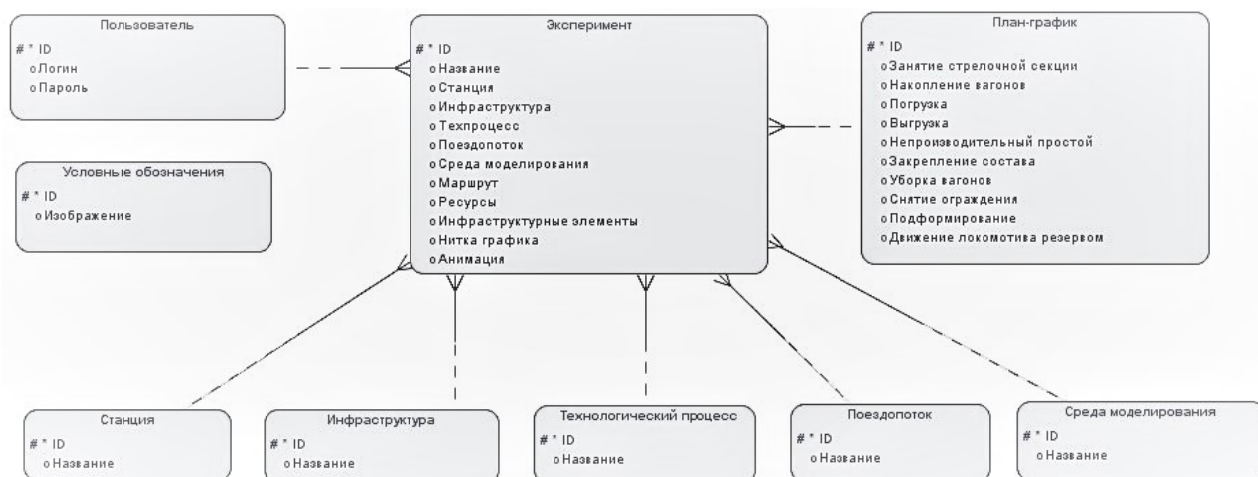 Пользователь
# * ID
o Логин
o Пароль
Условные обозначения
# * ID
o Изображение
Эксперимент
# * ID
o Название
o Станция
o Инфраструктура
o Техпроцесс
o Поездопоток
o Среда моделирования
o Маршрут
o Ресурсы
o Инфраструктурные элементы
o Нитка графика
o Анимация
План-график
# * ID
o Занятие стрелочной секции
o Накопление вагонов
o Погрузка
o Выгрузка
o Непроизводительный простой
o Закрепление состава
o Уборка вагонов
o Снятие ограждения
o Подформирование
o Движение локомотива резервом
Станция
# * ID
o Название
Инфраструктура
# * ID
o Название
Технологический процесс
# * ID
o Название
Поездопоток
# * ID
o Название
Среда моделирования
# * ID
o Название